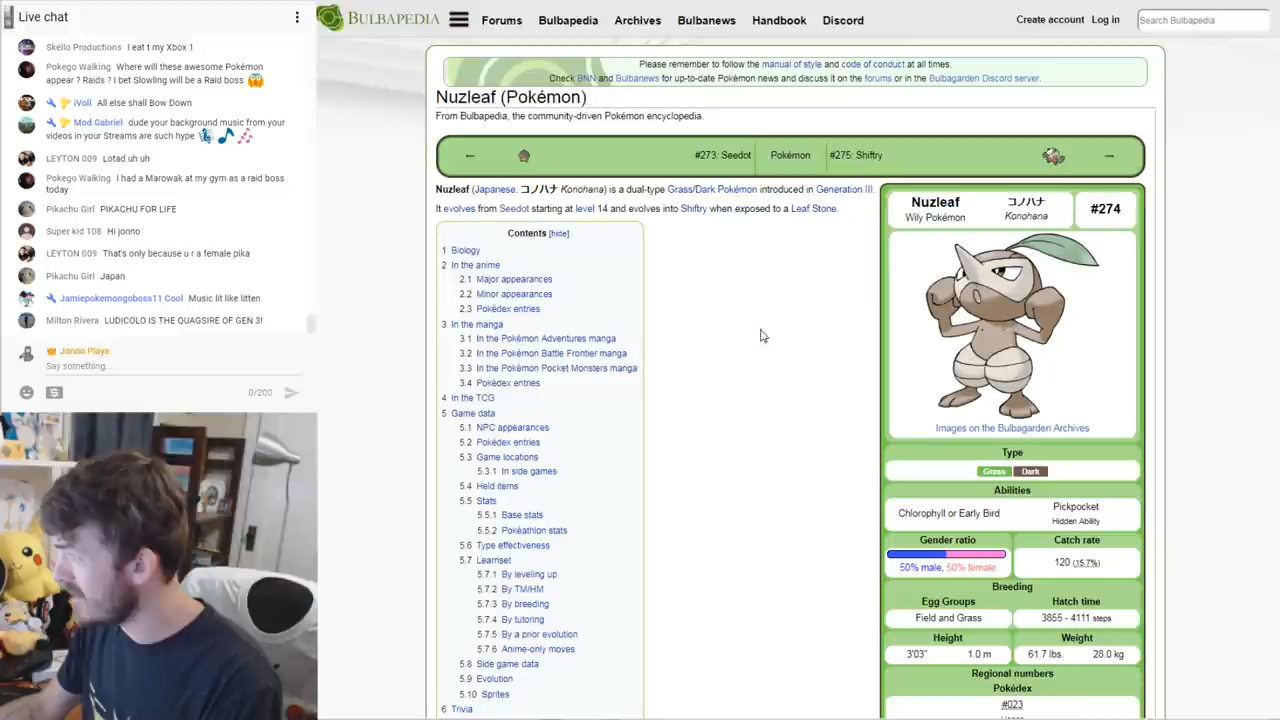 Live chat
Skello Productions I eat t my Xbox 1
Pokego Walking Where will these awesome Pokémon
appear ? Raids ? I bet Slowling will be a Raid boss
iVoli All else shall Bow Down
Mod Gabriel dude your background music from your
videos in your Streams are such hype
LEYTON 009 Lotad uh uh
Pokego Walking I had a Marowak at my gym as a raid boss
today
Pikachu Girl PIKACHU FOR LIFE
Super kid 108 Hi jonno
LEYTON 009 That's only because u r a female pika
Pikachu Girl Japan
Jamiepokemongoboss11 Cool Music lit like litten
Milton Rivera LUDICOLO IS THE QUAGSIRE OF GEN 3!
Jonno Plays
Say something...
0/200
BULBAPEDIA
Forums Bulbapedia Archives Bulbanews Handbook Discord
Create account Log in
Search Bulbapedia
Please remember to follow the manual of style and code of conduct at all times.
Check BNN and Bulbanews for up-to-date Pokémon news and discuss it on the forums or in the Bulbagarden Discord server.
Nuzleaf (Pokémon)
From Bulbapedia, the community-driven Pokémon encyclopedia.
← #273: Seedot Pokémon #275: Shiftry →
Nuzleaf (Japanese: コノハナ Konohana) is a dual-type Grass/Dark Pokémon introduced in Generation III.
It evolves from Seedot starting at level 14 and evolves into Shiftry when exposed to a Leaf Stone.
Contents [hide]
1 Biology
2 In the anime
2.1 Major appearances
2.2 Minor appearances
2.3 Pokédex entries
3 In the manga
3.1 In the Pokémon Adventures manga
3.2 In the Pokémon Battle Frontier manga
3.3 In the Pokémon Pocket Monsters manga
3.4 Pokédex entries
4 In the TCG
5 Game data
5.1 NPC appearances
5.2 Pokédex entries
5.3 Game locations
5.3.1 In side games
5.4 Held items
5.5 Stats
5.5.1 Base stats
5.5.2 Pokéathlon stats
5.6 Type effectiveness
5.7 Learnset
5.7.1 By leveling up
5.7.2 By TM/HM
5.7.3 By breeding
5.7.4 By tutoring
5.7.5 By a prior evolution
5.7.6 Anime-only moves
5.8 Side game data
5.9 Evolution
5.10 Sprites
6 Trivia
Nuzleaf コノハナ #274
Wily Pokémon Konohana
Images on the Bulbagarden Archives
Type
Grass Dark
Abilities
Chlorophyll or Early Bird Pickpocket
Hidden Ability
Gender ratio Catch rate
50% male, 50% female 120 (15.7%)
Breeding
Egg Groups Hatch time
Field and Grass 3855 - 4111 steps
Height Weight
3'03" 1.0 m 61.7 lbs. 28.0 kg
Regional numbers
Pokédex
#023